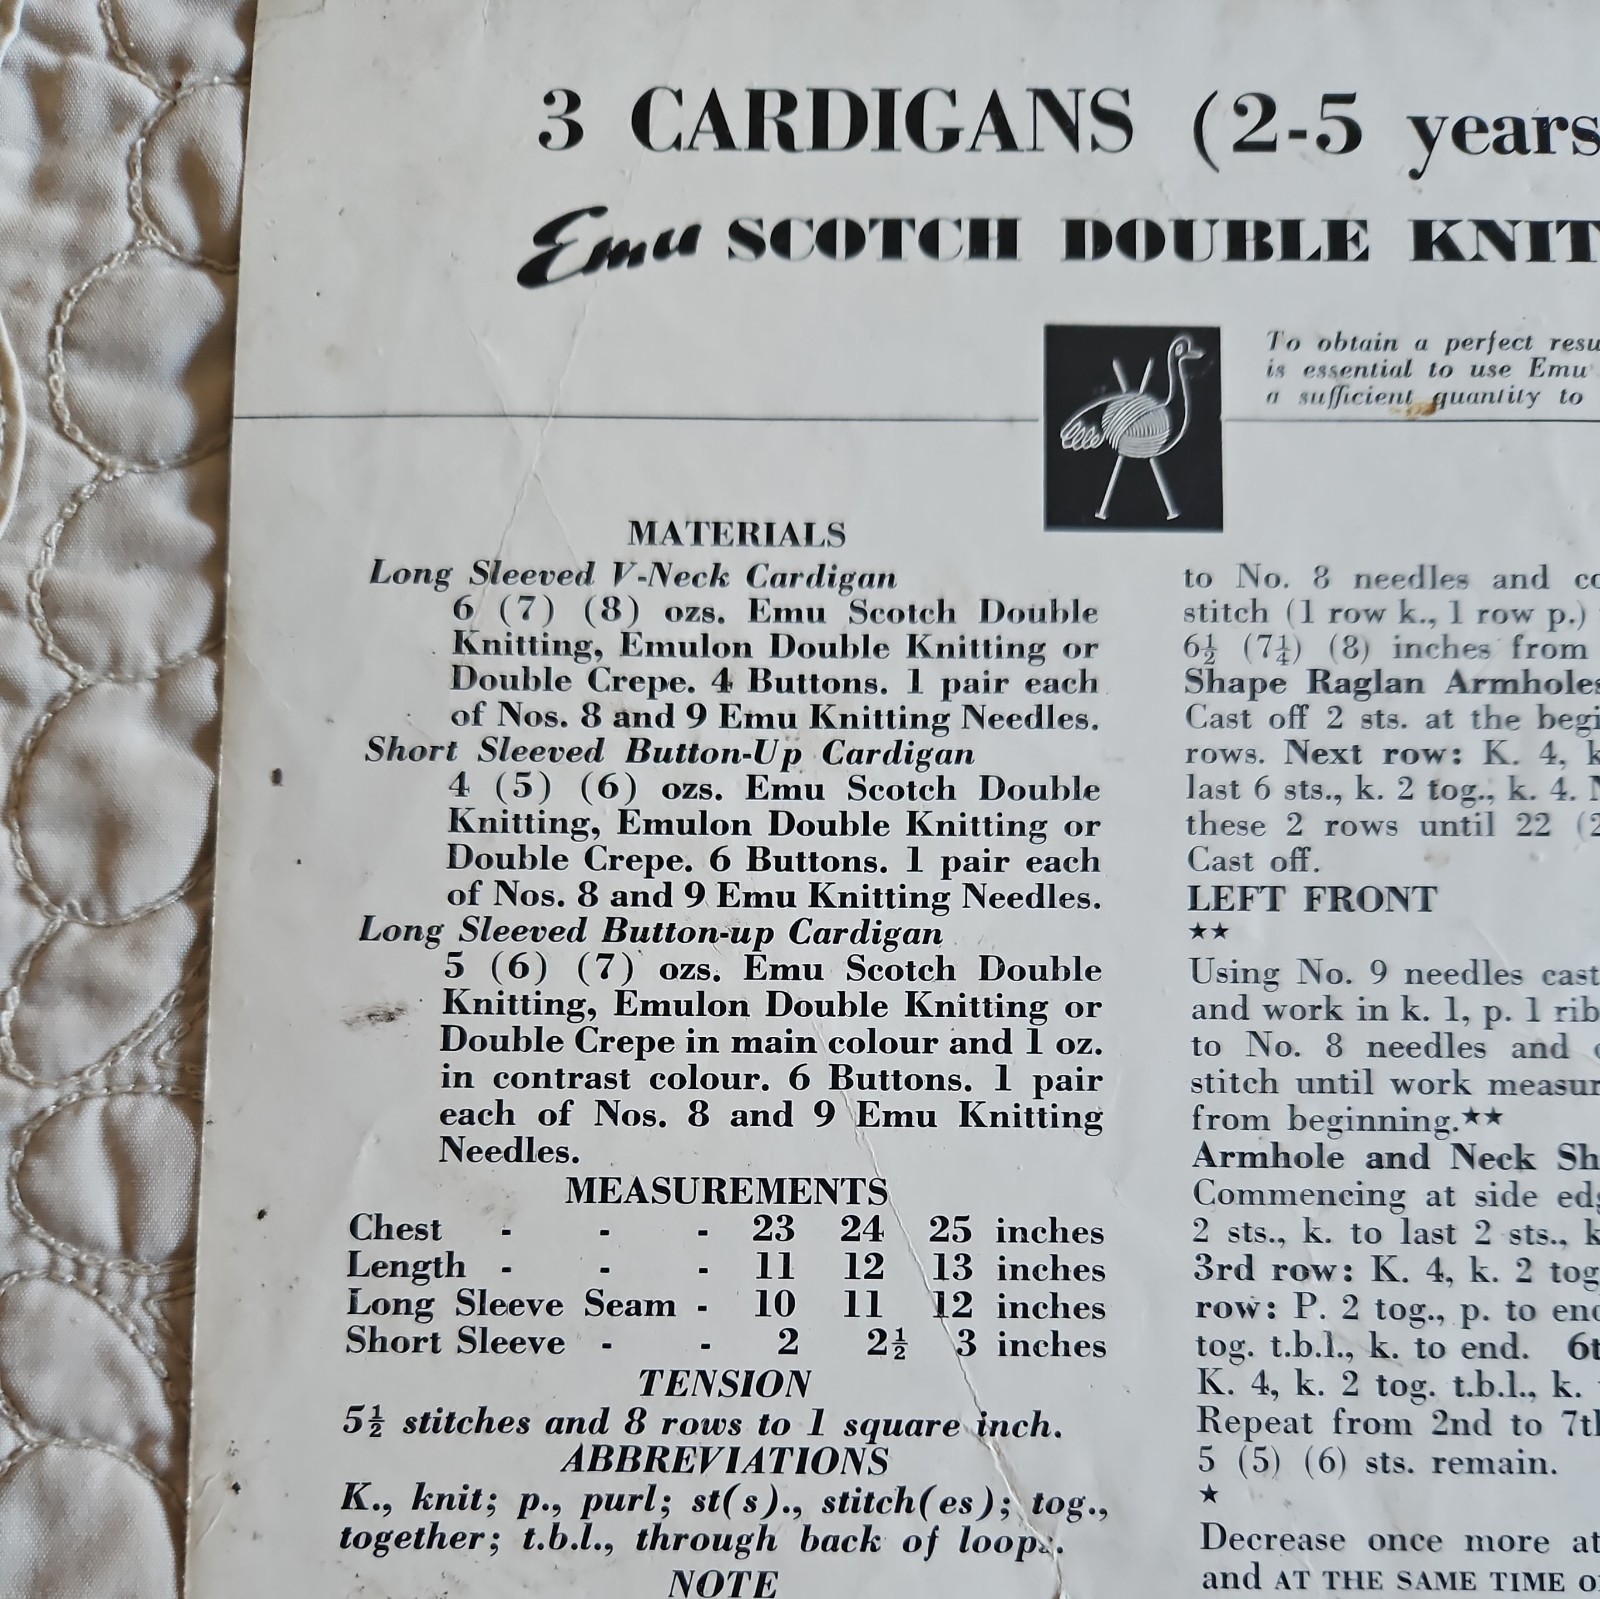 3 CARDIGANS (2-5 years
Emu SCOTCH DOUBLE KNIT
To obtain a perfect resu
is essential to use Emu
a sufficient quantity to
MATERIALS
Long Sleeved V-Neck Cardigan
6 (7) (8) ozs. Emu Scotch Double
Knitting, Emulon Double Knitting or
Double Crepe. 4 Buttons. 1 pair each
of Nos. 8 and 9 Emu Knitting Needles.
Short Sleeved Button-Up Cardigan
4 (5) (6) ozs. Emu Scotch Double
Knitting, Emulon Double Knitting or
Double Crepe. 6 Buttons. 1 pair each
of Nos. 8 and 9 Emu Knitting Needles.
Long Sleeved Button-up Cardigan
5 (6) (7) ozs. Emu Scotch Double
Knitting, Emulon Double Knitting or
Double Crepe in main colour and 1 oz.
in contrast colour. 6 Buttons. 1 pair
each of Nos. 8 and 9 Emu Knitting
Needles.
MEASUREMENTS
Chest - - - 23 24 25 inches
Length - - - 11 12 13 inches
Long Sleeve Seam - 10 11 12 inches
Short Sleeve - - 2 2½ 3 inches
TENSION
5½ stitches and 8 rows to 1 square inch.
ABBREVIATIONS
K., knit; p., purl; st(s)., stitch(es); tog.,
together; t.b.l., through back of loops.
NOTE
to No. 8 needles and co
stitch (1 row k., 1 row p.)
6½ (7¼) (8) inches from
Shape Raglan Armholes
Cast off 2 sts. at the begi
rows. Next row: K. 4, k
last 6 sts., k. 2 tog., k. 4.
these 2 rows until 22 (2
Cast off.
LEFT FRONT
★★
Using No. 9 needles cast
and work in k. 1, p. 1 rib
to No. 8 needles and
stitch until work measur
from beginning.★★
Armhole and Neck Sh
Commencing at side edg
2 sts., k. to last 2 sts., k
3rd row: K. 4, k. 2 tog
row: P. 2 tog., p. to end
tog. t.b.l., k. to end. 6t
K. 4, k. 2 tog. t.b.l., k.
Repeat from 2nd to 7th
5 (5) (6) sts. remain.
★
Decrease once more at
and AT THE SAME TIME